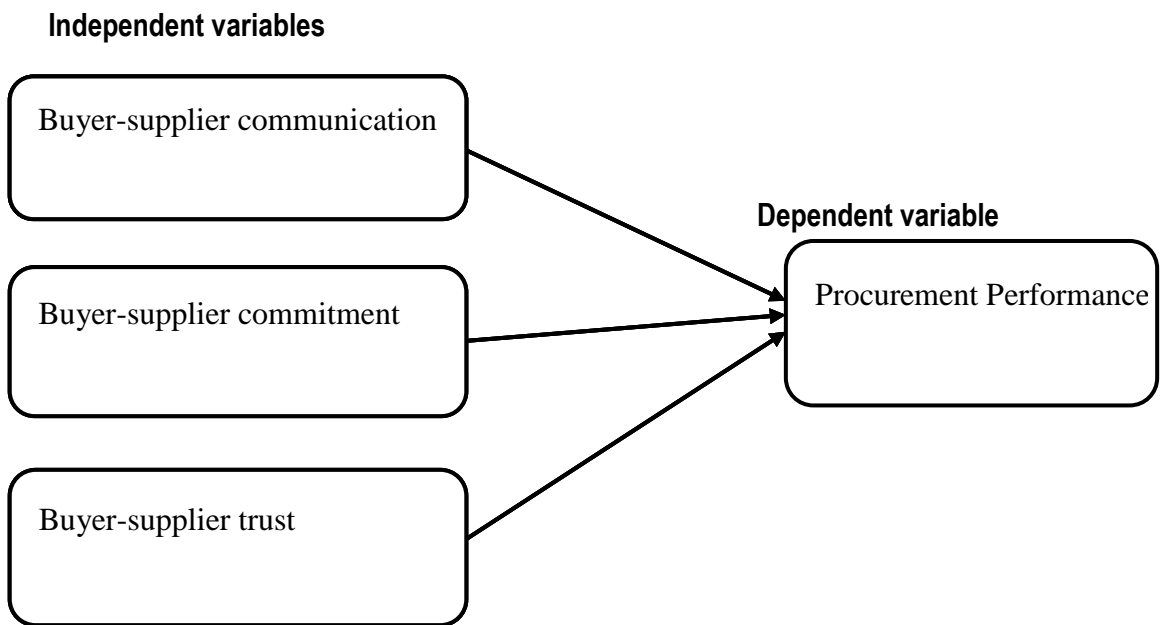 Independent variables
Buyer-supplier communication
Dependent variable
Procurement Performance
Buyer-supplier commitment
Buyer-supplier trust